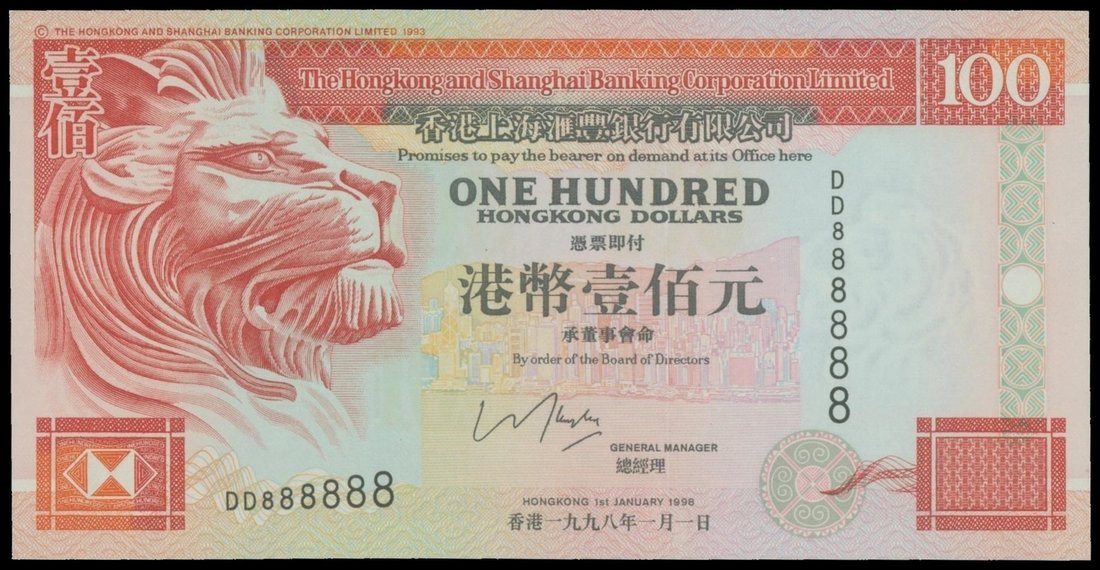 © THE HONGKONG AND SHANGHAI BANKING CORPORATION LIMITED 1993
壹佰
The Hongkong and Shanghai Banking Corporation Limited
100
香港上海滙豐銀行有限公司
Promises to pay the bearer on demand at its Office here
ONE HUNDRED
HONGKONG DOLLARS
憑票即付
港幣壹佰元
承董事會命
By order of the Board of Directors
DD888888
GENERAL MANAGER
總經理
DD888888
HONGKONG 1st JANUARY 1998
香港一九九八年一月一日